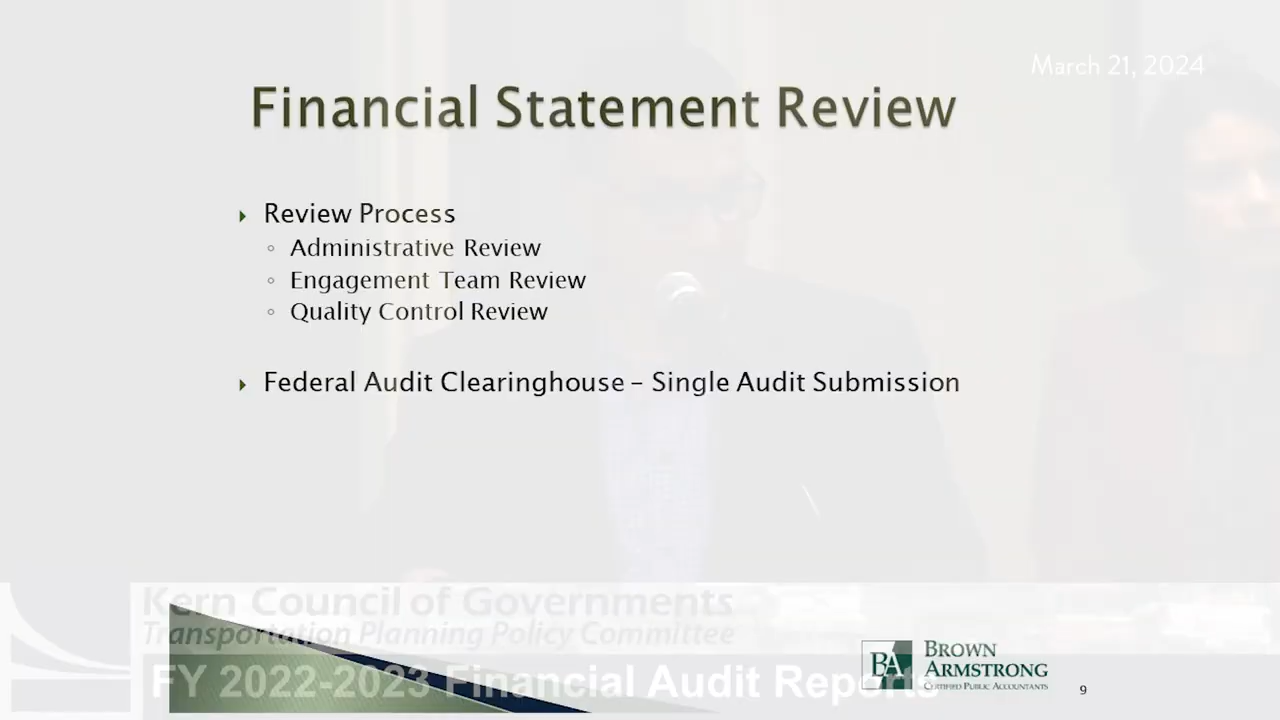 March 21, 2024
Financial Statement Review
Review Process
Administrative Review
Engagement Team Review
Quality Control Review
Federal Audit Clearinghouse – Single Audit Submission
Kern Council of Governments
Transportation Planning Policy Committee
FY 2022-2023 Financial Audit Reports
BA
BROWN
ARMSTRONG
CERTIFIED PUBLIC ACCOUNTANTS
9